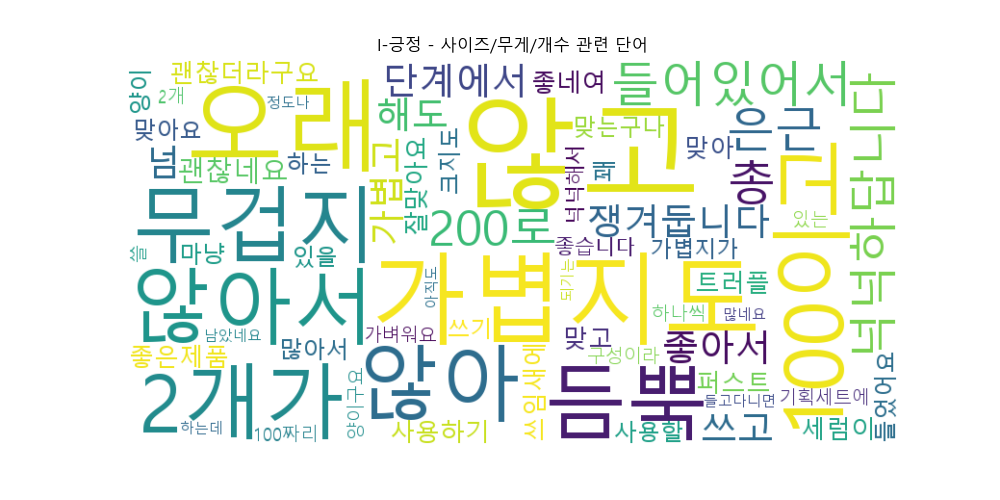 I-긍정 - 사이즈/무게/개수 관련 단어
양이 괜찮더라구요 오래 단계에서 좋네여 들어있어서
2개 정도나 해도 않고 은근 넉넉하답니다
맞아요 맞는구나 맞아
넘 괜찮네요 하는 가볍고 잘맞아요 크지도 넉넉해서 꽤 총 1000이고
무겁지 200로 쟁겨둡니다 있는
쓸 마냥 있을 좋습니다 가볍지가
않아서 가볍지도 아직도 되기는 트러플
남았네요 가벼워요 쓰기 하나씩 많네요
좋은제품 많아서 않아 맞고 구성이라 좋아서
2개가 양이구요 쓰임새에 듬뿍 퍼스트 들고다니면 기획세트에 들었어요
하는데 100짜리 사용하기 사용할 쓰고 세럼이